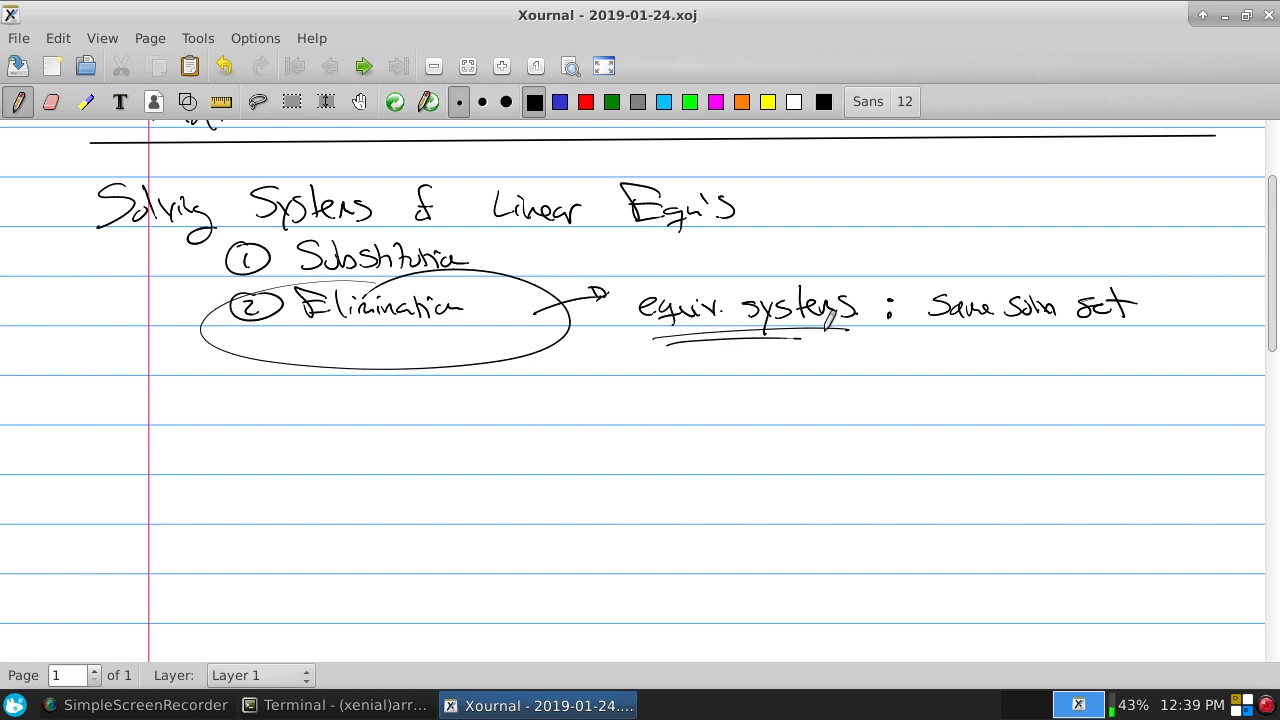 Xournal - 2019-01-24.xoj
File Edit View Page Tools Options Help
Sans 12
Solving Systems of Linear Equ's
① Substitution
② Elimination → equiv. systems : Same soln set
Page 1 of 1 Layer: Layer 1
SimpleScreenRecorder Terminal - (xenial)arr... Xournal - 2019-01-24.... 43% 12:39 PM